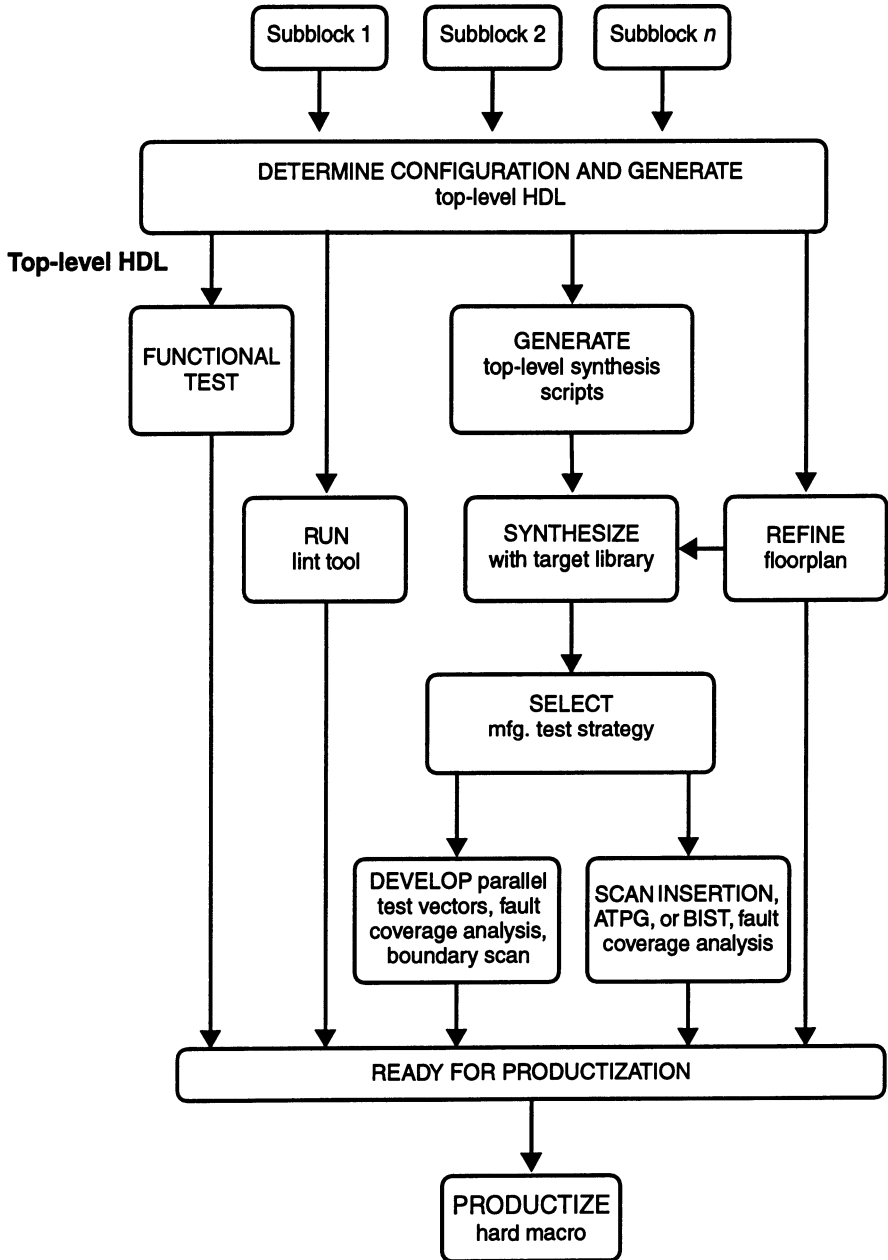 Subblock 1
Subblock 2
Subblock n
DETERMINE CONFIGURATION AND GENERATE
top-level HDL
Top-level HDL
FUNCTIONAL
TEST
GENERATE
top-level synthesis
scripts
RUN
lint tool
SYNTHESIZE
with target library
REFINE
floorplan
SELECT
mfg. test strategy
DEVELOP parallel
test vectors, fault
coverage analysis,
boundary scan
SCAN INSERTION,
ATPG, or BIST, fault
coverage analysis
READY FOR PRODUCTIZATION
PRODUCTIZE
hard macro